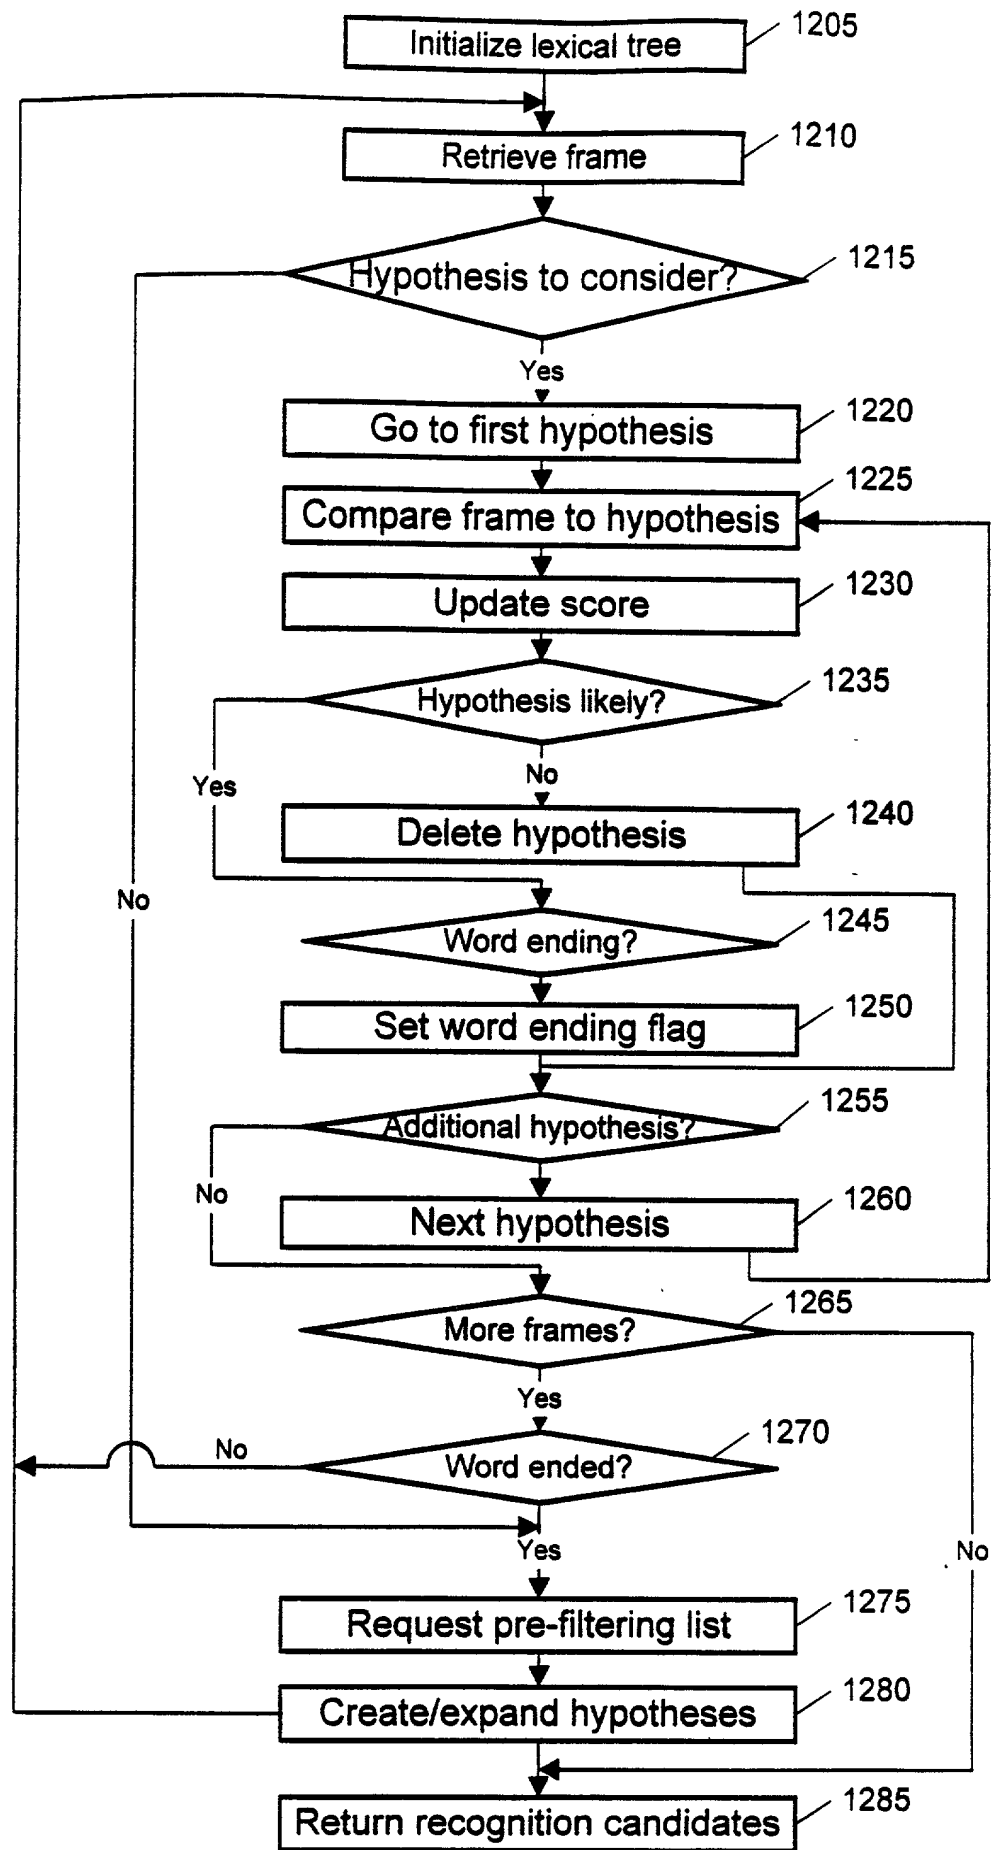 Initialize lexical tree
1205
Retrieve frame
1210
Hypothesis to consider?
1215
Yes
Go to first hypothesis
1220
Compare frame to hypothesis
1225
Update score
1230
Hypothesis likely?
1235
Yes
No
Delete hypothesis
1240
No
Word ending?
1245
Set word ending flag
1250
Additional hypothesis?
1255
No
Next hypothesis
1260
More frames?
1265
Yes
Word ended?
1270
No
Yes
No
Request pre-filtering list
1275
Create/expand hypotheses
1280
Return recognition candidates
1285